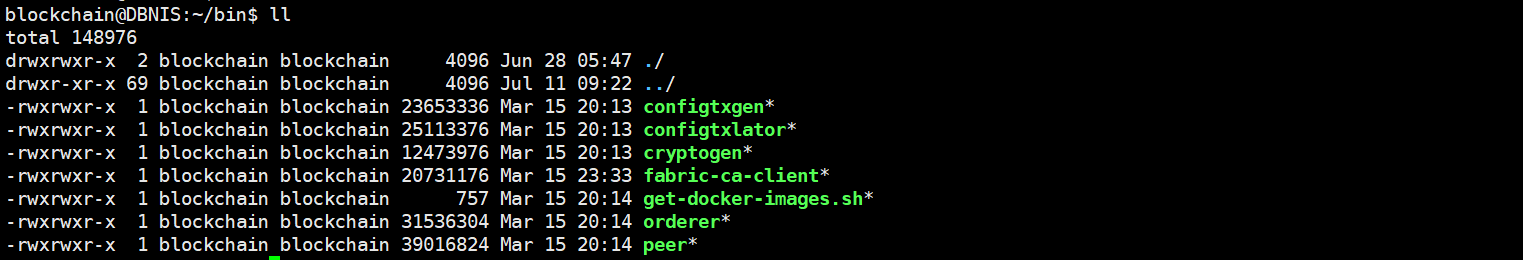 blockchain@DBNIS:~/bin$ ll
total 148976
drwxrwxr-x  2 blockchain blockchain     4096 Jun 28 05:47 ./
drwxr-xr-x 69 blockchain blockchain     4096 Jul 11 09:22 ../
-rwxrwxr-x  1 blockchain blockchain 23653336 Mar 15 20:13 configtxgen*
-rwxrwxr-x  1 blockchain blockchain 25113376 Mar 15 20:13 configtxlator*
-rwxrwxr-x  1 blockchain blockchain 12473976 Mar 15 20:13 cryptogen*
-rwxrwxr-x  1 blockchain blockchain 20731176 Mar 15 23:33 fabric-ca-client*
-rwxrwxr-x  1 blockchain blockchain      757 Mar 15 20:14 get-docker-images.sh*
-rwxrwxr-x  1 blockchain blockchain 31536304 Mar 15 20:14 orderer*
-rwxrwxr-x  1 blockchain blockchain 39016824 Mar 15 20:14 peer*